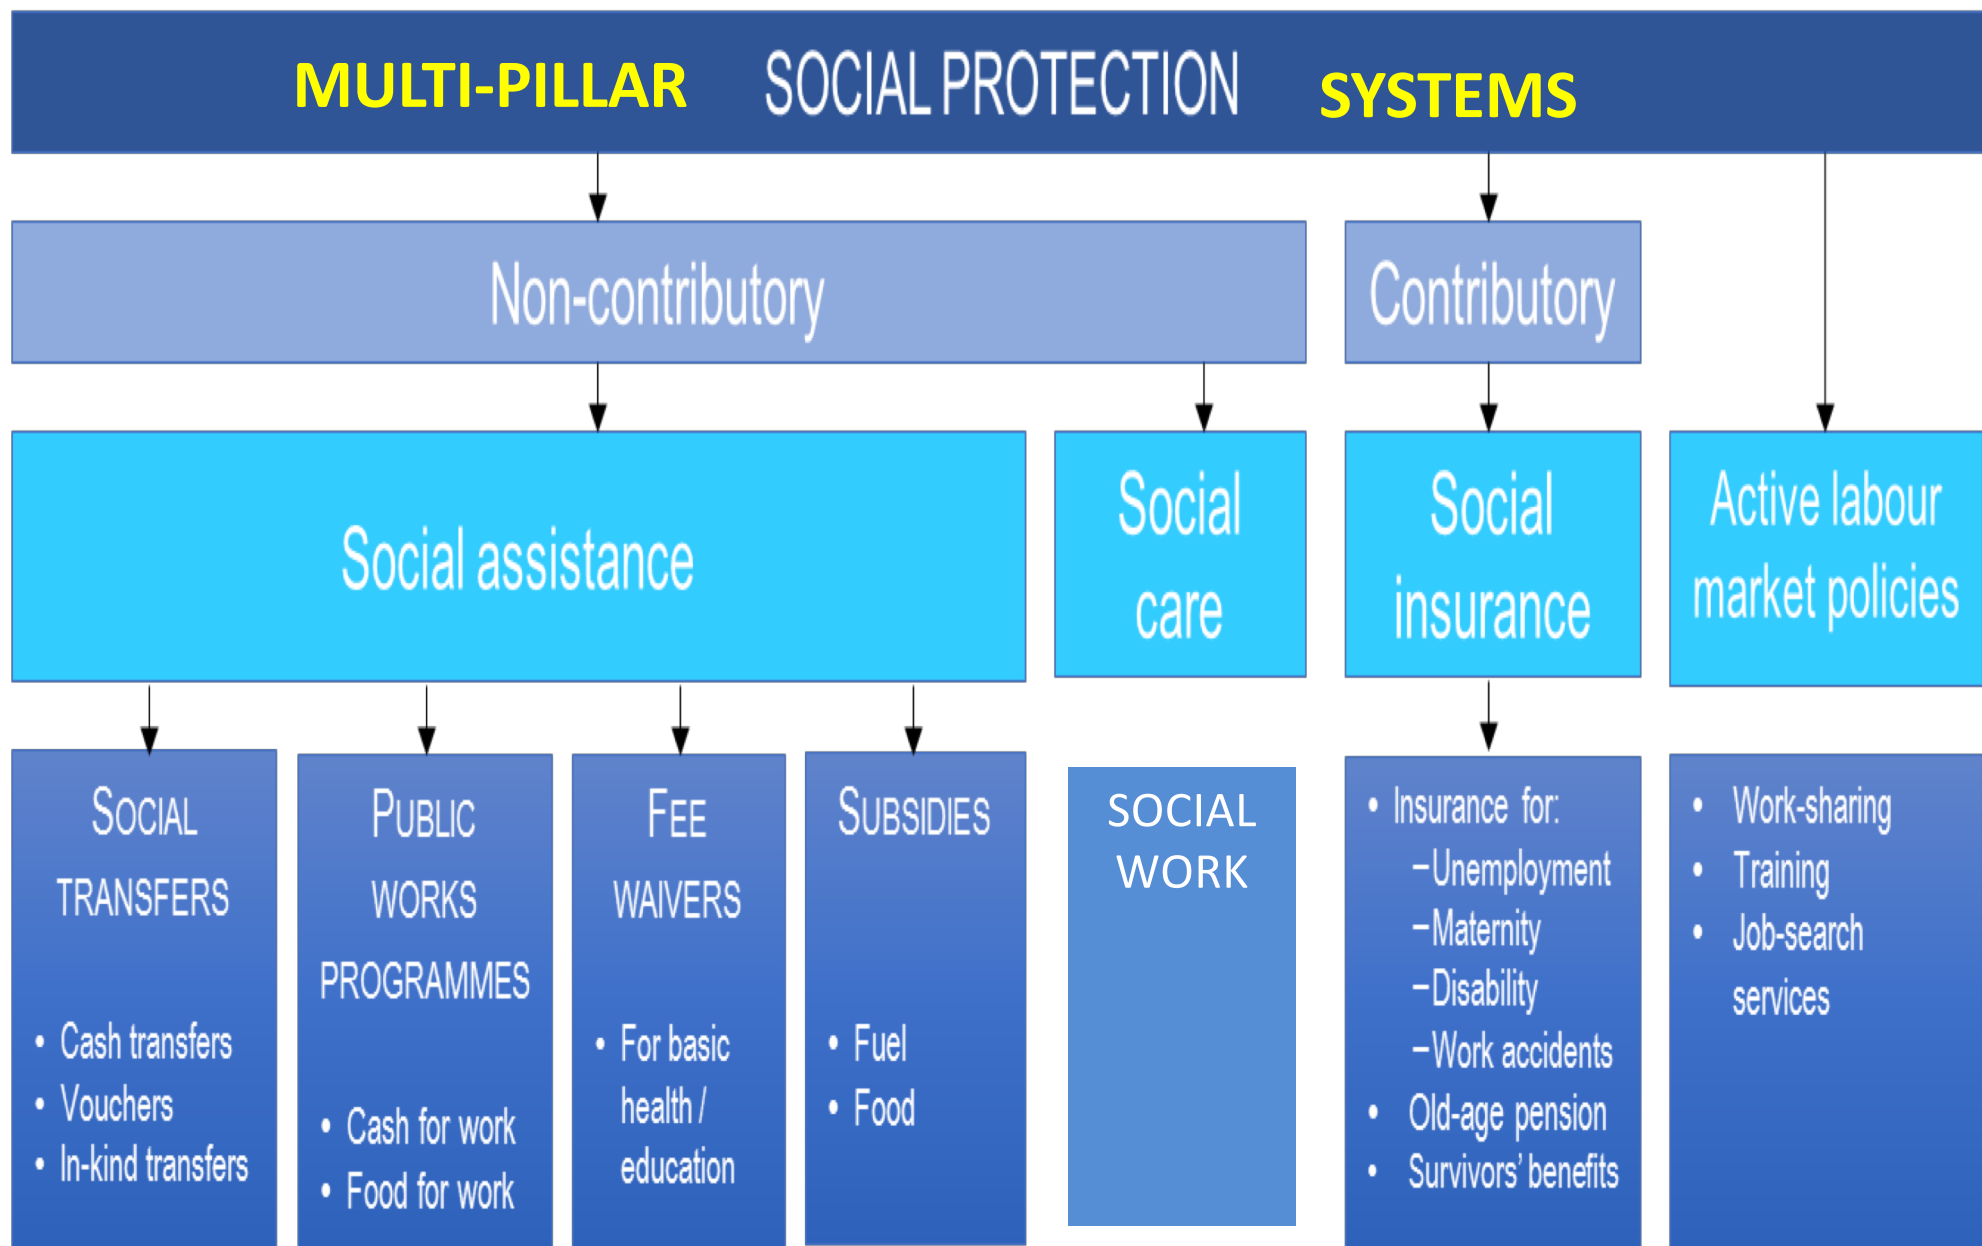 MULTI-PILLAR SOCIAL PROTECTION SYSTEMS
Non-contributory
Contributory
Social assistance
Social
care
Social
insurance
Active labour
market policies
SOCIAL
TRANSFERS
• Cash transfers
• Vouchers
• In-kind transfers
PUBLIC
WORKS
PROGRAMMES
• Cash for work
• Food for work
FEE
WAIVERS
• For basic
health /
education
SUBSIDIES
• Fuel
• Food
SOCIAL
WORK
• Insurance for:
–Unemployment
–Maternity
–Disability
–Work accidents
• Old-age pension
• Survivors’ benefits
• Work-sharing
• Training
• Job-search
services